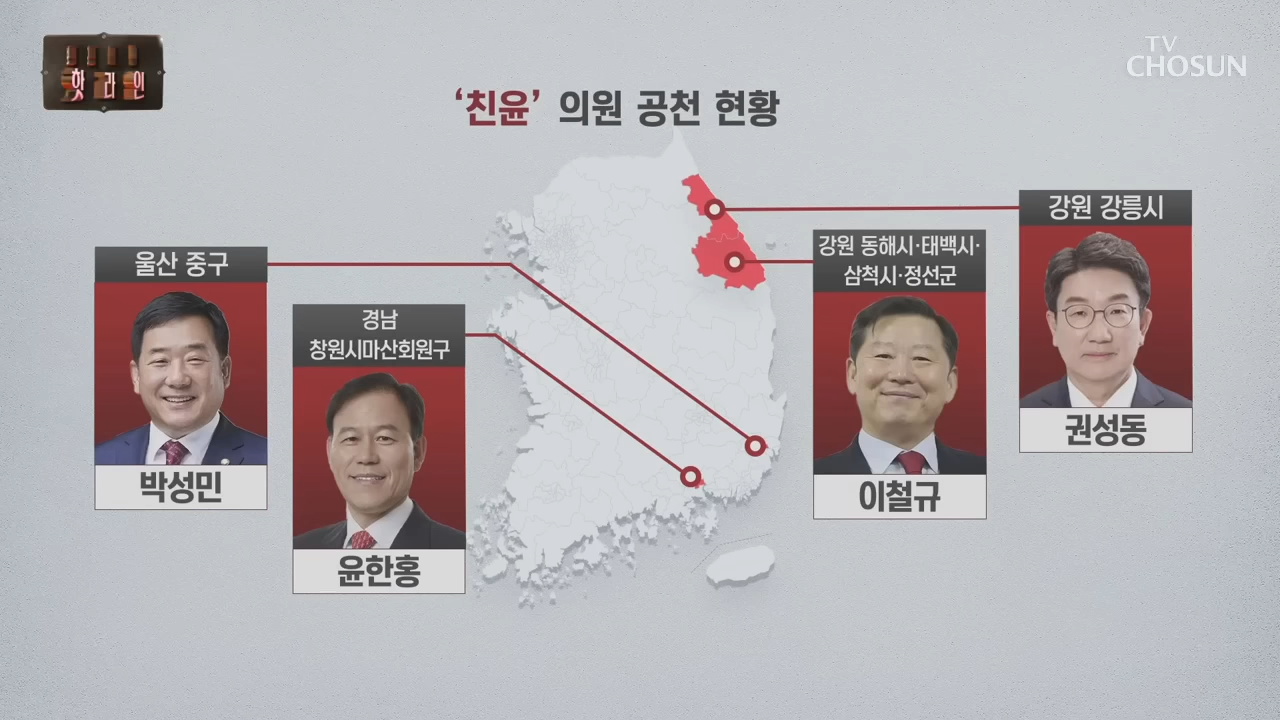 핫라인
TV
CHOSUN
‘친윤’ 의원 공천 현황
울산 중구
박성민
경남
창원시마산회원구
윤한홍
강원 동해시·태백시·
삼척시·정선군
이철규
강원 강릉시
권성동